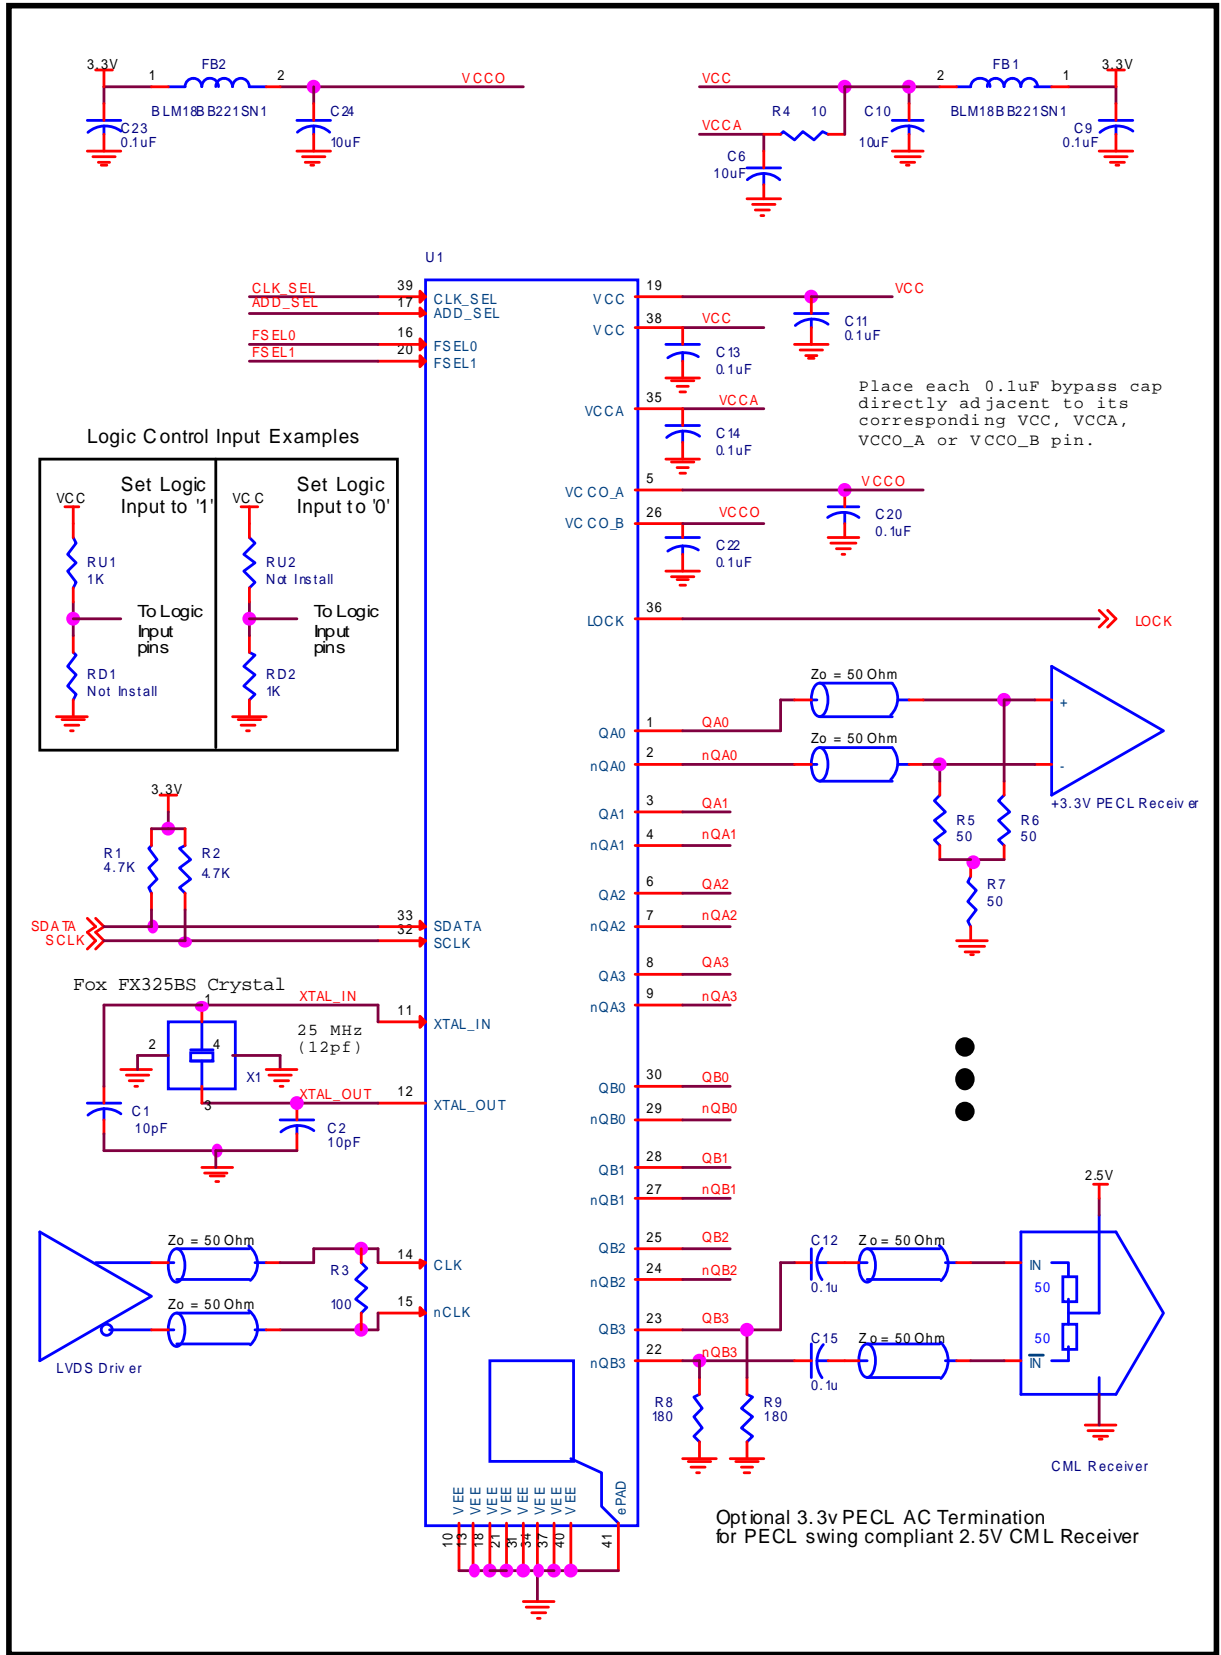 3.3V
1
FB2
2
VCCO
BLM18BB221SN1
C23
0.1uF
C24
10uF
VCC
2
FB1
1
3.3V
R4 10
C10
10uF
BLM18BB221SN1
C9
0.1uF
VCCA
C6
10uF
U1
CLK_SEL
39
CLK_SEL
ADD_SEL
17
ADD_SEL
FSEL0
16
FSEL0
FSEL1
20
FSEL1
VCC
19
VCC
C11
0.1uF
VCC
38
VCC
C13
0.1uF
VCCA
35
VCCA
C14
0.1uF
Place each 0.1uF bypass cap
directly adjacent to its
corresponding VCC, VCCA,
VCCO_A or VCCO_B pin.
VCCO_A
5
VCCO
C20
0.1uF
VCCO_B
26
VCCO
C22
0.1uF
Logic Control Input Examples
VCC
Set Logic
Input to '1'
RU1
1K
To Logic
Input
pins
RD1
Not Install
VCC
Set Logic
Input to '0'
RU2
Not Install
To Logic
Input
pins
RD2
1K
LOCK
36
LOCK
QA0
1
QA0
Zo = 50 Ohm
nQA0
2
nQA0
Zo = 50 Ohm
+
-
+3.3V PECL Receiver
R5
50
R6
50
R7
50
QA1
3
QA1
nQA1
4
nQA1
QA2
6
QA2
nQA2
7
nQA2
QA3
8
QA3
nQA3
9
nQA3
3.3V
R1
4.7K
R2
4.7K
SDATA
33
SDATA
SCLK
32
SCLK
Fox FX325BS Crystal
1
XTAL_IN
11
XTAL_IN
25 MHz
(12pf)
2
4
X1
3
XTAL_OUT
12
XTAL_OUT
C1
10pF
C2
10pF
QB0
30
QB0
nQB0
29
nQB0
QB1
28
QB1
nQB1
27
nQB1
QB2
25
QB2
nQB2
24
nQB2
QB3
23
QB3
nQB3
22
nQB3
Zo = 50 Ohm
R3
100
14
CLK
Zo = 50 Ohm
15
nCLK
LVDS Driver
C12
0.1u
Zo = 50 Ohm
C15
0.1u
Zo = 50 Ohm
2.5V
IN
50
50
IN
CML Receiver
R8
180
R9
180
VEE
VEE
VEE
VEE
VEE
VEE
VEE
VEE
ePAD
10
13
18
21
31
34
37
40
41
Optional 3.3v PECL AC Termination
for PECL swing compliant 2.5V CML Receiver